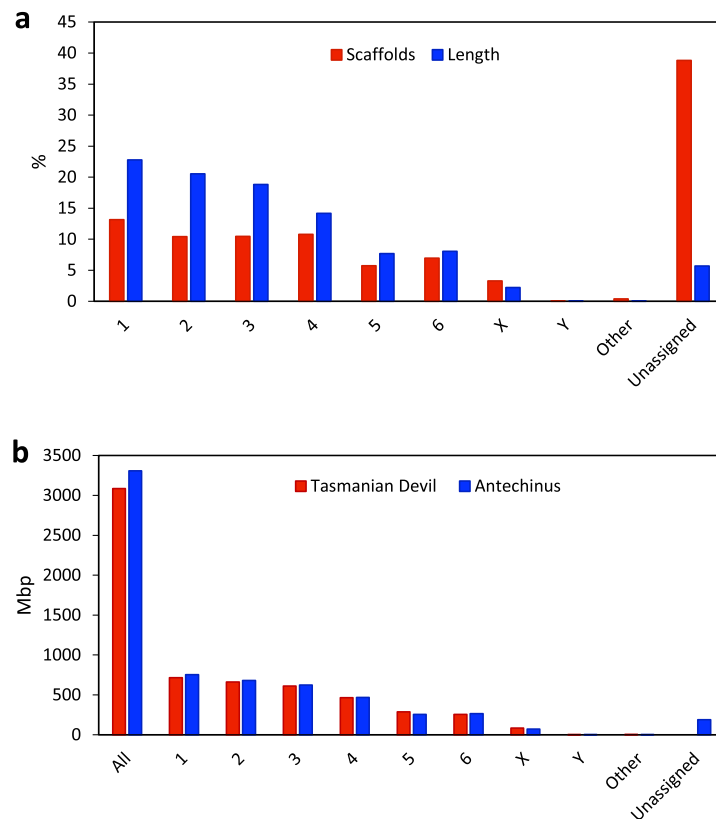 a
45
40
35
30
25
20
15
10
5
0
%
Scaffolds Length
1 2 3 4 5 6 X Y Other Unassigned
b
3500
3000
2500
2000
1500
1000
500
0
Mbp
Tasmanian Devil Antechinus
All 1 2 3 4 5 6 X Y Other Unassigned